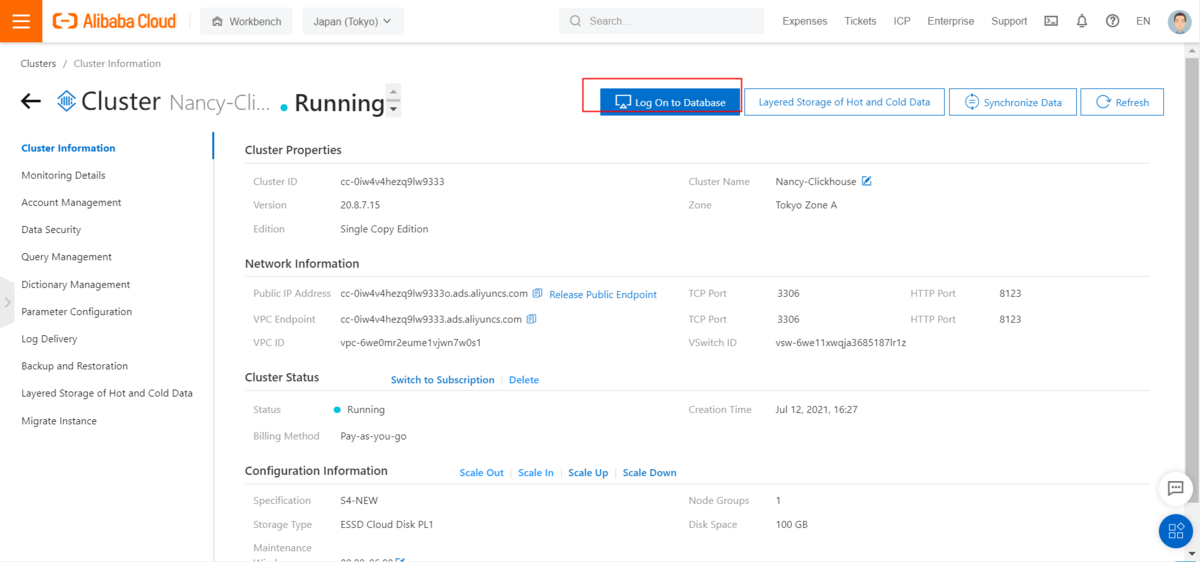 Alibaba Cloud Workbench Japan (Tokyo) Search... Expenses Tickets ICP Enterprise Support EN
Clusters / Cluster Information
Cluster Nancy-Cli... Running Log On to Database Layered Storage of Hot and Cold Data Synchronize Data Refresh
Cluster Information
Monitoring Details
Account Management
Data Security
Query Management
Dictionary Management
Parameter Configuration
Log Delivery
Backup and Restoration
Layered Storage of Hot and Cold Data
Migrate Instance
Cluster Properties
Cluster ID cc-0iw4v4hezq9lw9333 Cluster Name Nancy-Clickhouse
Version 20.8.7.15 Zone Tokyo Zone A
Edition Single Copy Edition
Network Information
Public IP Address cc-0iw4v4hezq9lw9333o.ads.aliyuncs.com Release Public Endpoint TCP Port 3306 HTTP Port 8123
VPC Endpoint cc-0iw4v4hezq9lw9333.ads.aliyuncs.com TCP Port 3306 HTTP Port 8123
VPC ID vpc-6we0mr2eume1vjwn7w0s1 VSwitch ID vsw-6we11xwqja3685187lr1z
Cluster Status Switch to Subscription Delete
Status Running Creation Time Jul 12, 2021, 16:27
Billing Method Pay-as-you-go
Configuration Information Scale Out Scale In Scale Up Scale Down
Specification S4-NEW Node Groups 1
Storage Type ESSD Cloud Disk PL1 Disk Space 100 GB
Maintenance